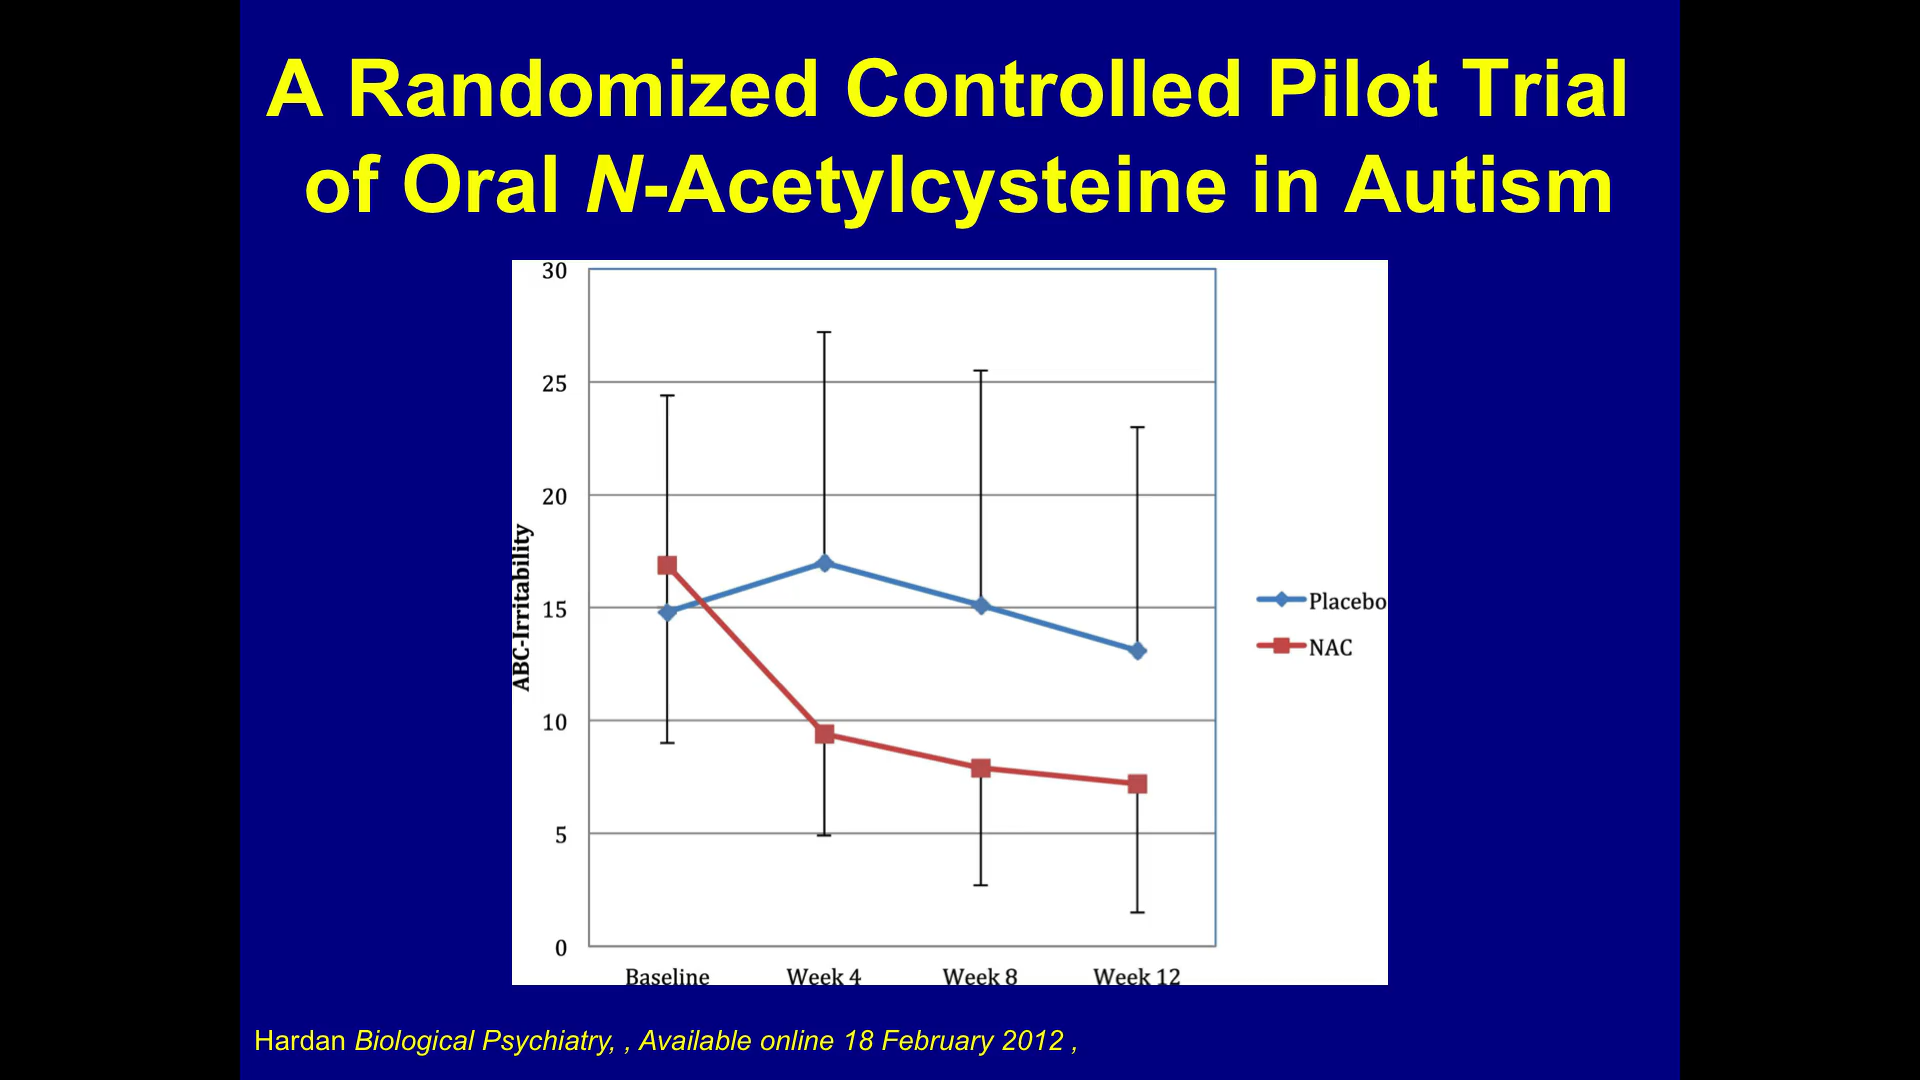 A Randomized Controlled Pilot Trial
of Oral N-Acetylcysteine in Autism
30
25
20
15
10
5
0
ABC-Irritability
Baseline Week 4 Week 8 Week 12
Placebo
NAC
Hardan Biological Psychiatry, , Available online 18 February 2012 ,